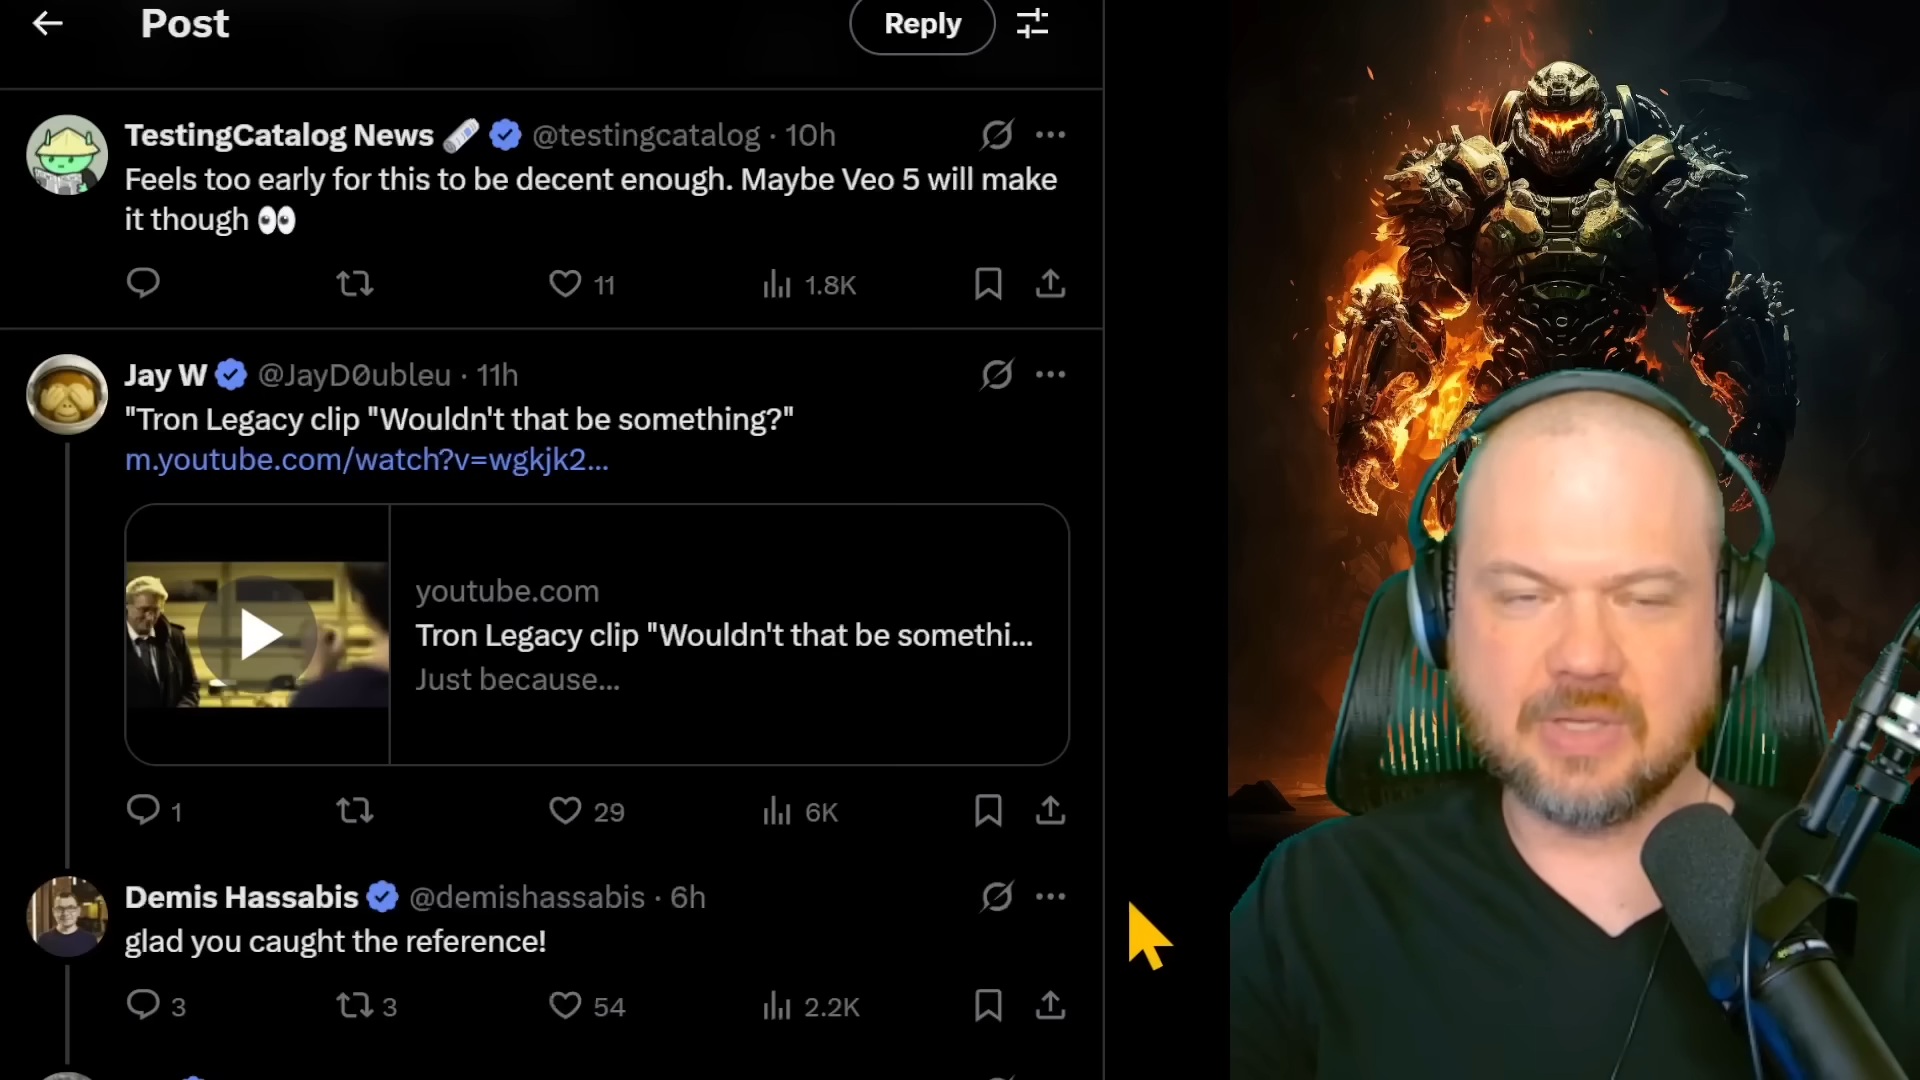 Post
Reply
TestingCatalog News 🗞️ @testingcatalog · 10h
Feels too early for this to be decent enough. Maybe Veo 5 will make
it though 👀
11
1.8K
Jay W @JayD0ubleu · 11h
"Tron Legacy clip "Wouldn't that be something?"
m.youtube.com/watch?v=wgkjk2...
youtube.com
Tron Legacy clip "Wouldn't that be somethi...
Just because...
1
29
6K
Demis Hassabis @demishassabis · 6h
glad you caught the reference!
3
3
54
2.2K